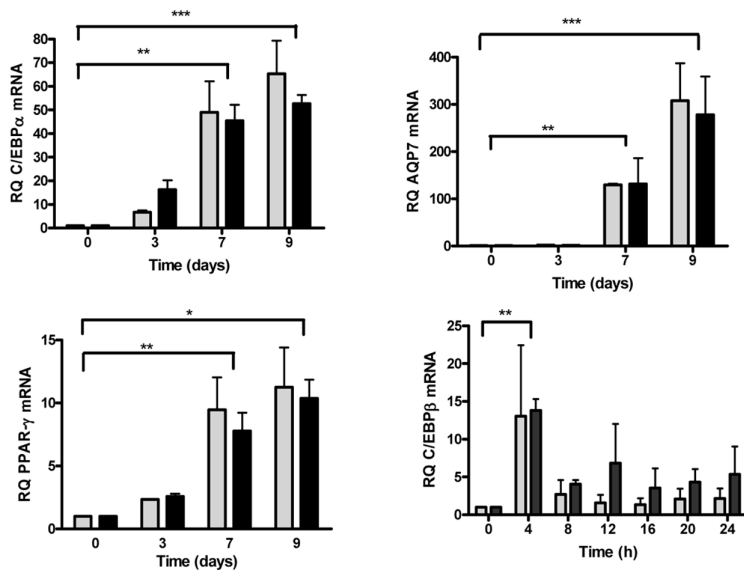 ***
**
80
70
60
50
40
30
20
10
0
RQ C/EBPα mRNA
0 3 7 9
Time (days)
***
**
400
300
200
100
0
RQ AQP7 mRNA
0 3 7 9
Time (days)
*
**
15
10
5
0
RQ PPAR-γ mRNA
0 3 7 9
Time (days)
**
25
20
15
10
5
0
RQ C/EBPβ mRNA
0 4 8 12 16 20 24
Time (h)